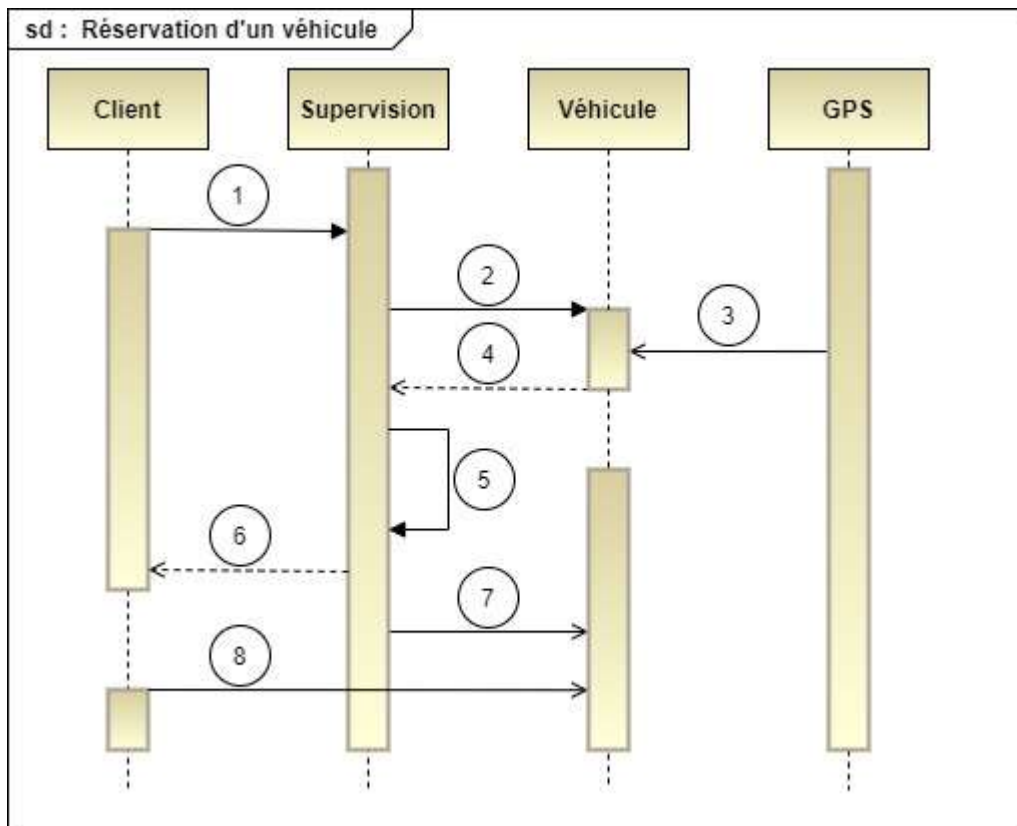 sd : Réservation d'un véhicule
Client
Supervision
Véhicule
GPS
1
2
3
4
5
6
7
8